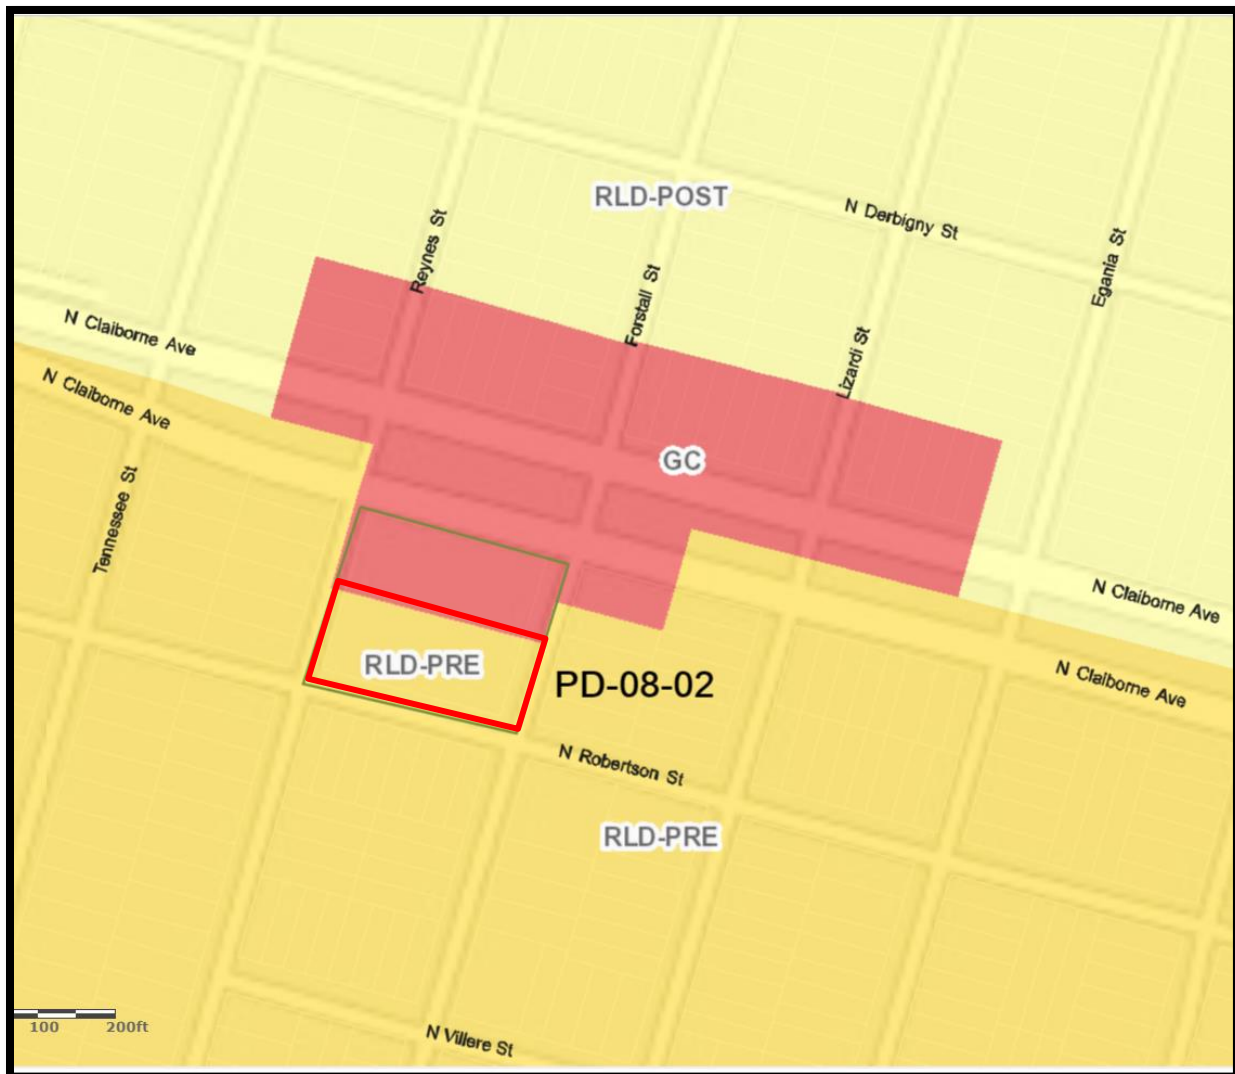 RLD-POST
N Derbigny St
Reynes St
Egania St
Forstall St
N Claiborne Ave
Lizardi St
N Claiborne Ave
GC
Tennessee St
N Claiborne Ave
RLD-PRE
PD-08-02
N Claiborne Ave
N Robertson St
RLD-PRE
100 200ft
N Villere St